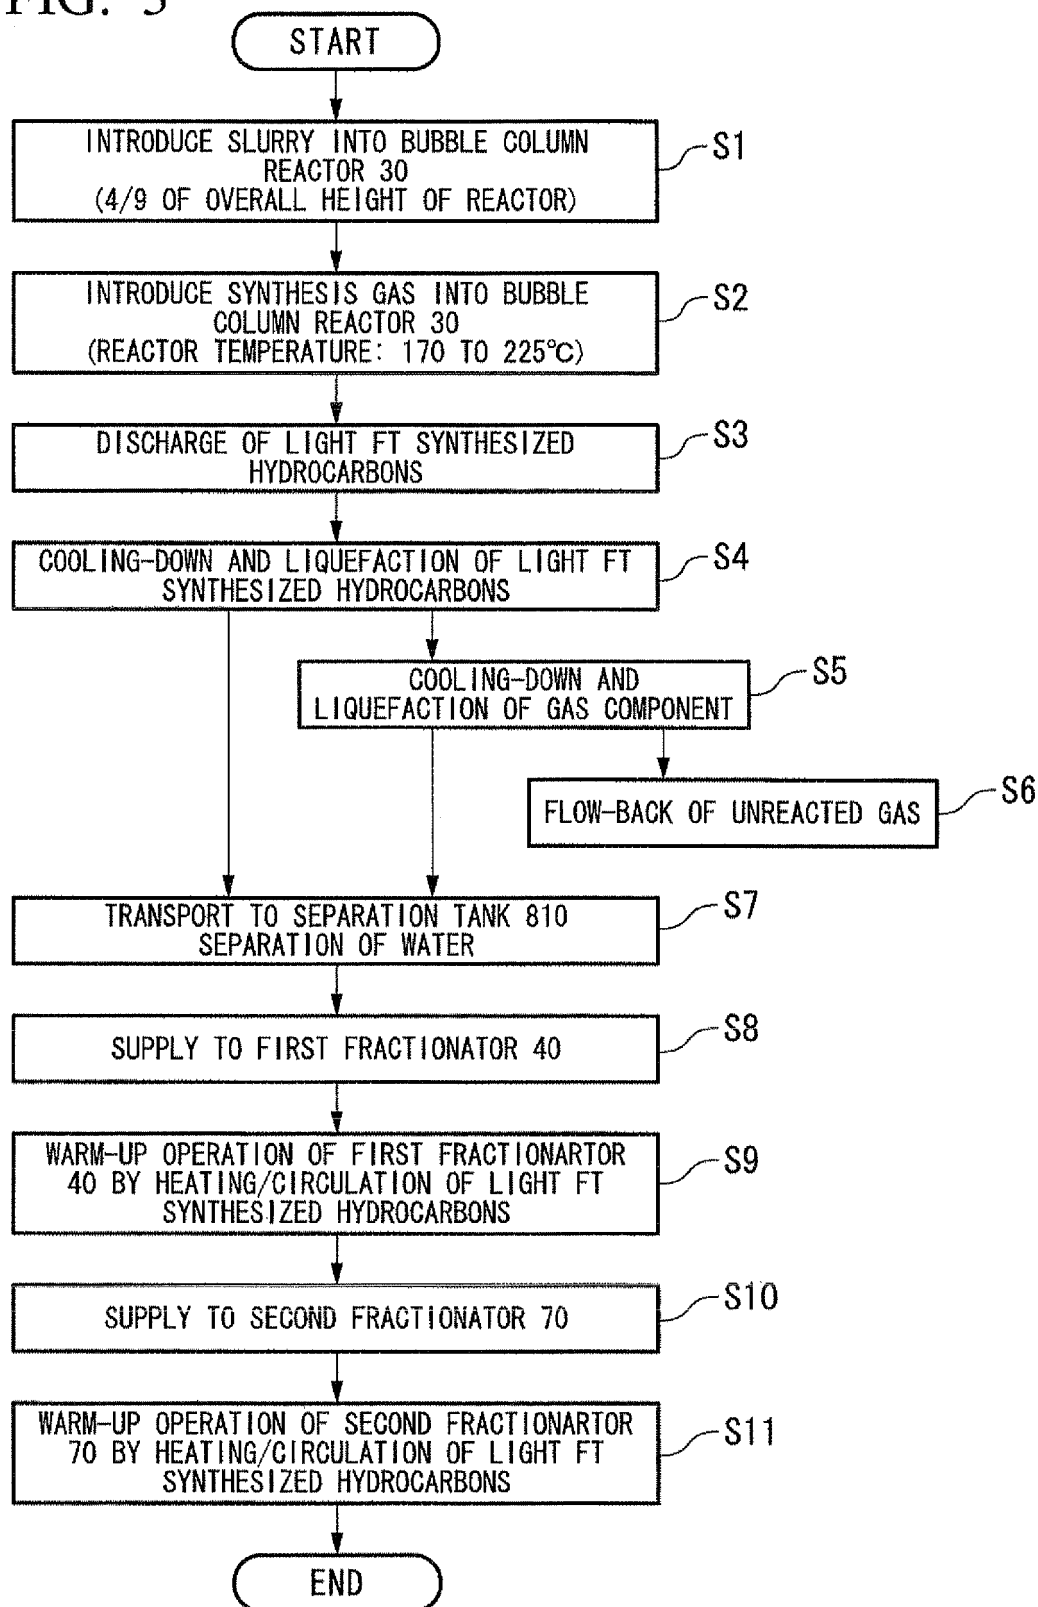 FIG. 3
START
INTRODUCE SLURRY INTO BUBBLE COLUMN
REACTOR 30
(4/9 OF OVERALL HEIGHT OF REACTOR)
S1
INTRODUCE SYNTHESIS GAS INTO BUBBLE
COLUMN REACTOR 30
(REACTOR TEMPERATURE: 170 TO 225℃)
S2
DISCHARGE OF LIGHT FT SYNTHESIZED
HYDROCARBONS
S3
COOLING-DOWN AND LIQUEFACTION OF LIGHT FT
SYNTHESIZED HYDROCARBONS
S4
COOLING-DOWN AND
LIQUEFACTION OF GAS COMPONENT
S5
FLOW-BACK OF UNREACTED GAS
S6
TRANSPORT TO SEPARATION TANK 810
SEPARATION OF WATER
S7
SUPPLY TO FIRST FRACTIONATOR 40
S8
WARM-UP OPERATION OF FIRST FRACTIONARTOR
40 BY HEATING/CIRCULATION OF LIGHT FT
SYNTHESIZED HYDROCARBONS
S9
SUPPLY TO SECOND FRACTIONATOR 70
S10
WARM-UP OPERATION OF SECOND FRACTIONARTOR
70 BY HEATING/CIRCULATION OF LIGHT FT
SYNTHESIZED HYDROCARBONS
S11
END